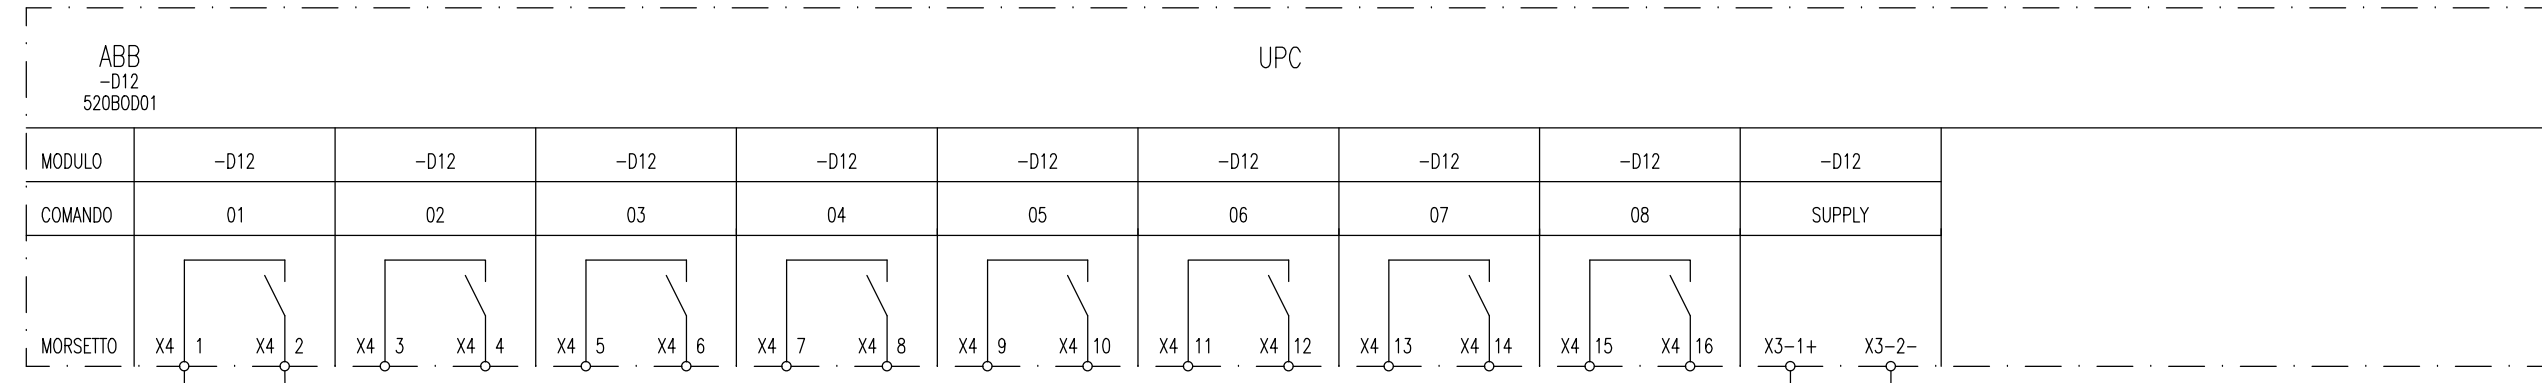 ABB
-D12
520BOD01
UPC
MODULO -D12 -D12 -D12 -D12 -D12 -D12 -D12 -D12 -D12
COMANDO 01 02 03 04 05 06 07 08 SUPPLY
MORSETTO X4 1 X4 2 X4 3 X4 4 X4 5 X4 6 X4 7 X4 8 X4 9 X4 10 X4 11 X4 12 X4 13 X4 14 X4 15 X4 16 X3-1+ X3-2-